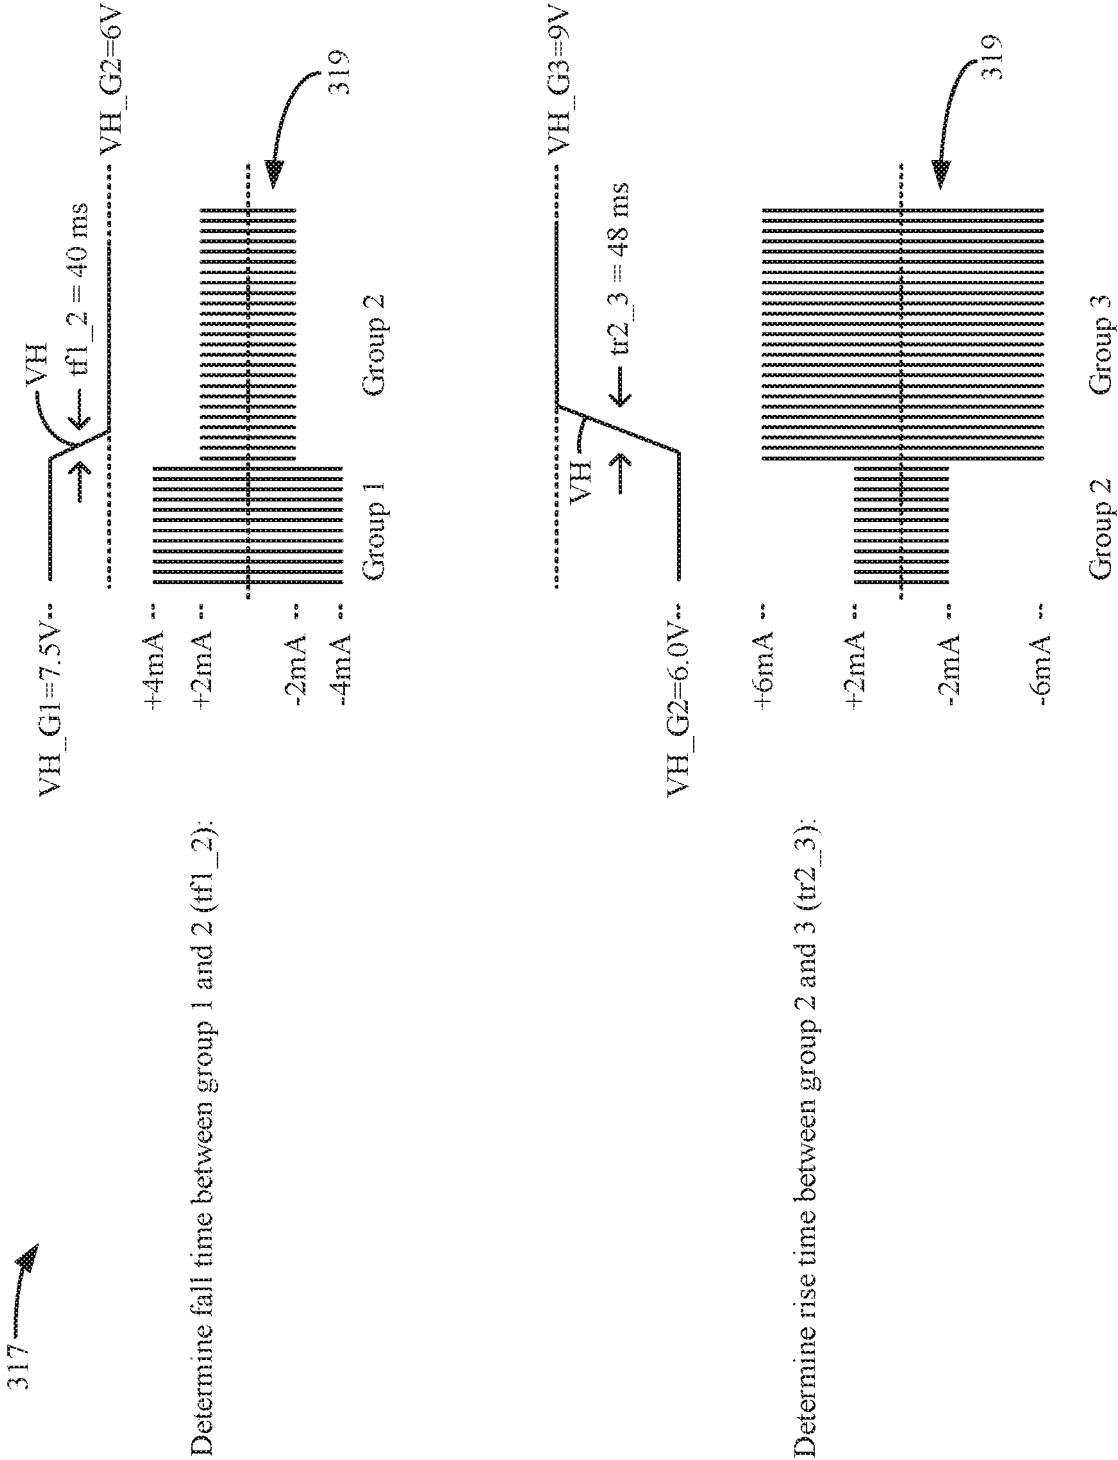 317
Determine fall time between group 1 and 2 (tf1_2):
VH_G1=7.5V
VH
tf1_2 = 40 ms
VH_G2=6V
+4mA
+2mA
-2mA
-4mA
319
Group 1
Group 2
Determine rise time between group 2 and 3 (tr2_3):
VH_G3=9V
VH
tr2_3 = 48 ms
VH_G2=6.0V
+6mA
+2mA
-2mA
-6mA
319
Group 2
Group 3